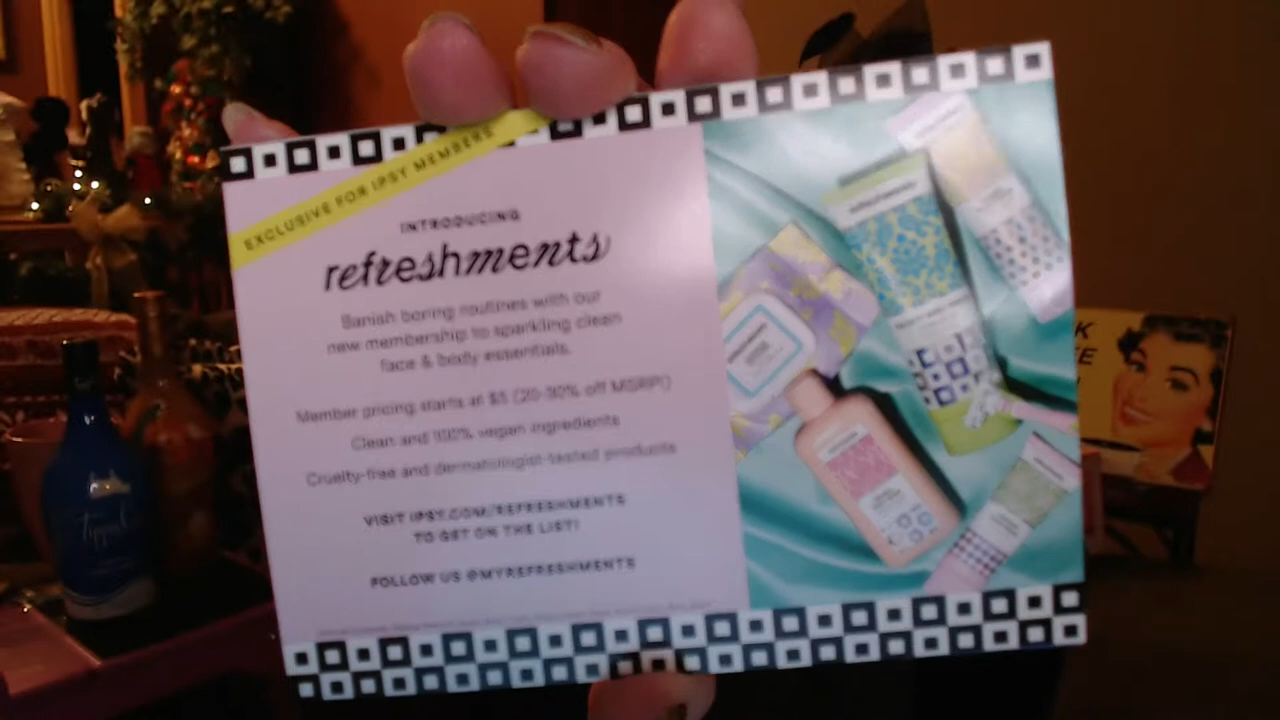 EXCLUSIVE FOR IPSY MEMBERS
INTRODUCING
refreshments
Banish boring routines with our
new membership to sparkling clean
face & body essentials.
Member pricing starts at $5 (20-30% off MSRP!)
Clean and 100% vegan ingredients
Cruelty-free and dermatologist-tested products
VISIT IPSY.COM/REFRESHMENTS
TO GET ON THE LIST!
FOLLOW US @MYREFRESHMENTS
refreshments
K
E